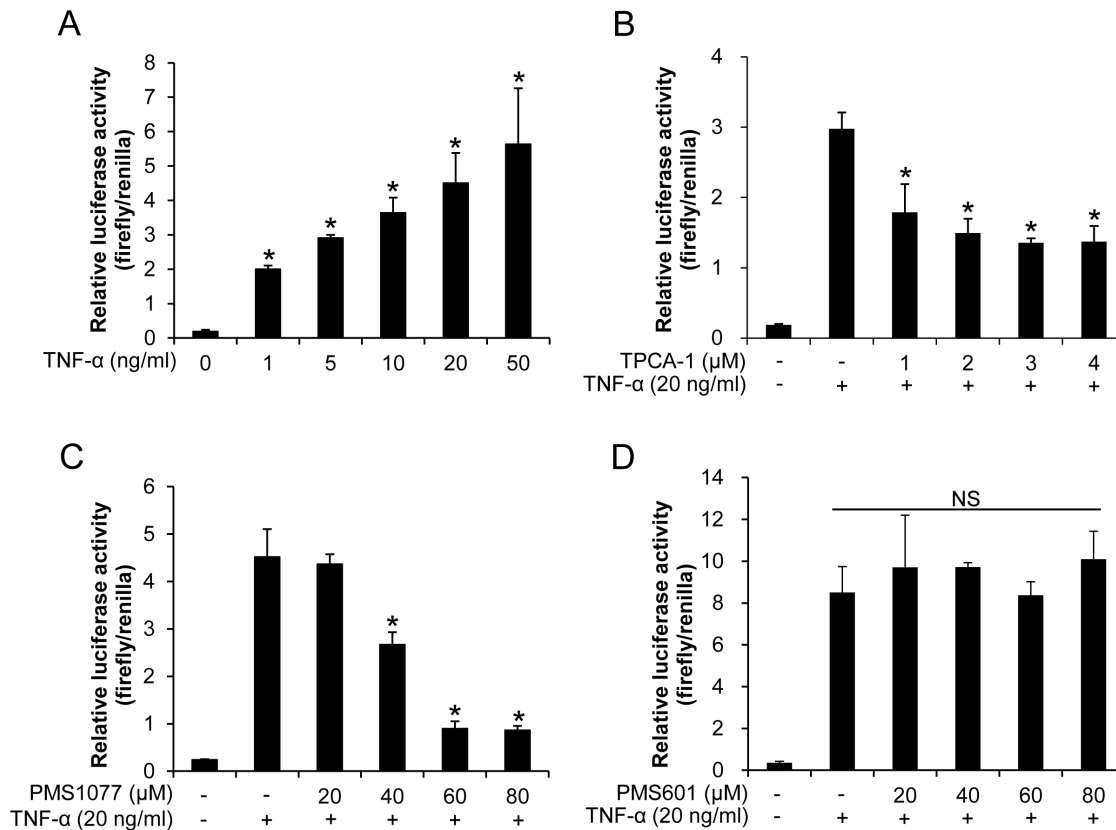 A
Relative luciferase activity
(firefly/renilla)
8
7
6
5
4
3
2
1
0
* * * * *
TNF-α (ng/ml) 0 1 5 10 20 50
B
Relative luciferase activity
(firefly/renilla)
4
3
2
1
0
* * * *
TPCA-1 (μM) - - 1 2 3 4
TNF-α (20 ng/ml) - + + + + +
C
Relative luciferase activity
(firefly/renilla)
6
5
4
3
2
1
0
* * *
PMS1077 (μM) - - 20 40 60 80
TNF-α (20 ng/ml) - + + + + +
D
Relative luciferase activity
(firefly/renilla)
14
12
10
8
6
4
2
0
NS
PMS601 (μM) - - 20 40 60 80
TNF-α (20 ng/ml) - + + + + +